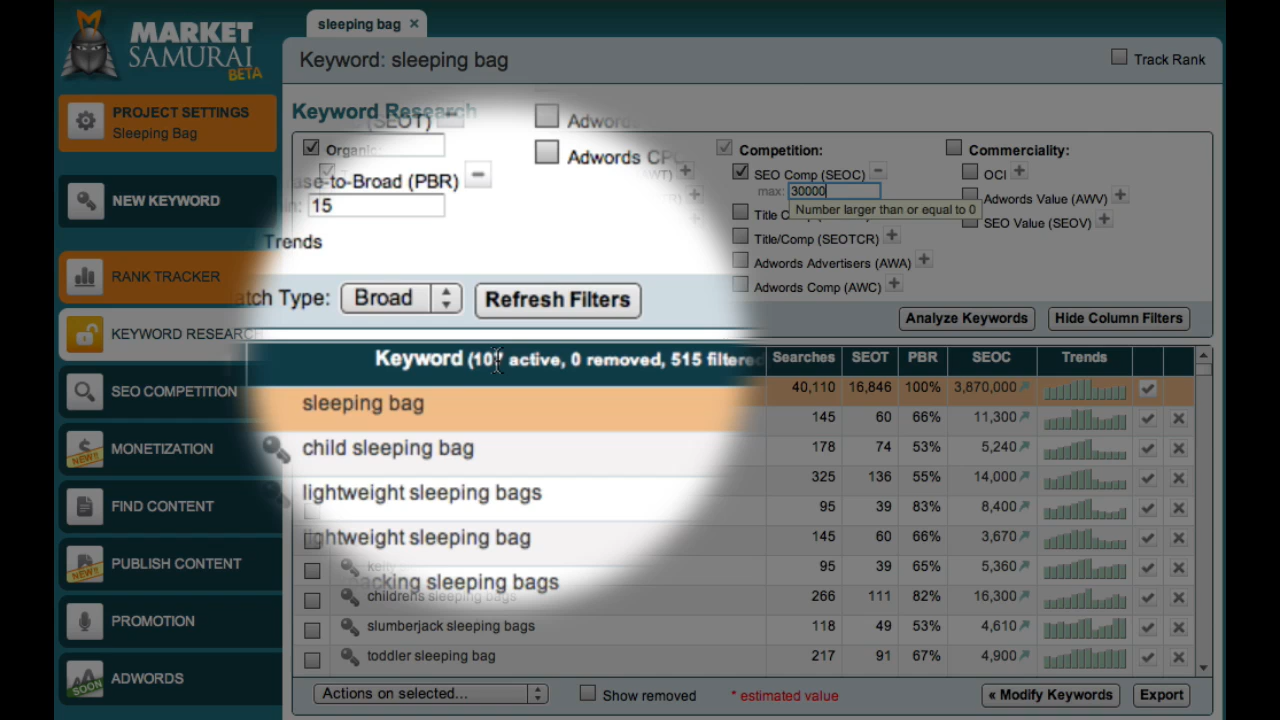 MARKET
SAMURAI
BETA
sleeping bag
Keyword: sleeping bag
Track Rank
PROJECT SETTINGS
Sleeping Bag
NEW KEYWORD
RANK TRACKER
KEYWORD RESEARCH
SEO COMPETITION
MONETIZATION
NEW!!
FIND CONTENT
PUBLISH CONTENT
NEW!!
PROMOTION
ADWORDS
SOON
Keyword Research
(SEOT)
Organic
ase-to-Broad (PBR)
15
Trends
Adwords
Adwords CPC
Competition:
SEO Comp (SEOC)
max: 30000
Number larger than or equal to 0
Title C
Title/Comp (SEOTCR)
Adwords Advertisers (AWA)
Adwords Comp (AWC)
Commerciality:
OCI
Adwords Value (AWV)
SEO Value (SEOV)
atch Type: Broad Refresh Filters
Analyze Keywords Hide Column Filters
active, 0 removed, 515 filtered
Keyword Searches SEOT PBR SEOC Trends
sleeping bag 40,110 16,846 100% 3,870,000
145 60 66% 11,300
child sleeping bag 178 74 53% 5,240
lightweight sleeping bags 325 136 55% 14,000
95 39 83% 8,400
lightweight sleeping bag 145 60 66% 3,670
95 39 65% 5,360
acking sleeping bags
childrens sleeping bags 266 111 82% 16,300
slumberjack sleeping bags 118 49 53% 4,610
toddler sleeping bag 217 91 67% 4,900
Actions on selected... Show removed * estimated value « Modify Keywords Export